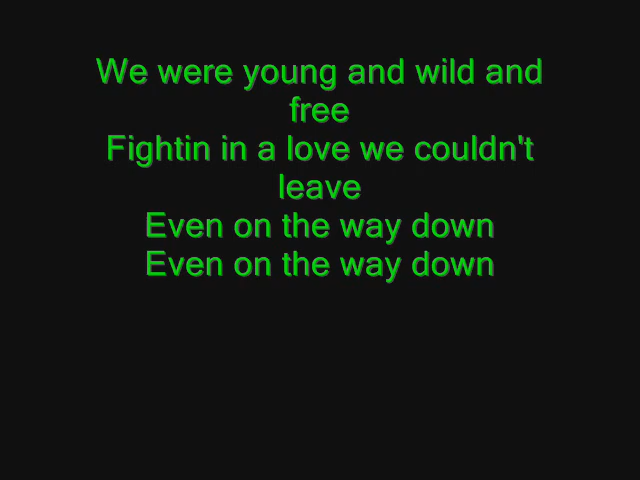 We were young and wild and
free
Fightin in a love we couldn't
leave
Even on the way down
Even on the way down